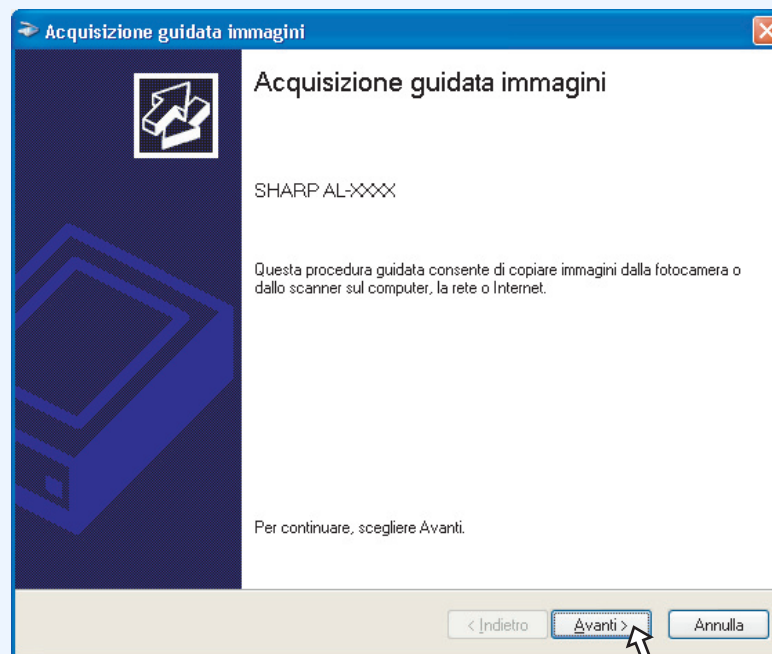 Acquisizione guidata immagini
Acquisizione guidata immagini
SHARP AL-XXXX
Questa procedura guidata consente di copiare immagini dalla fotocamera o
dallo scanner sul computer, la rete o Internet.
Per continuare, scegliere Avanti.
< Indietro
Avanti >
Annulla